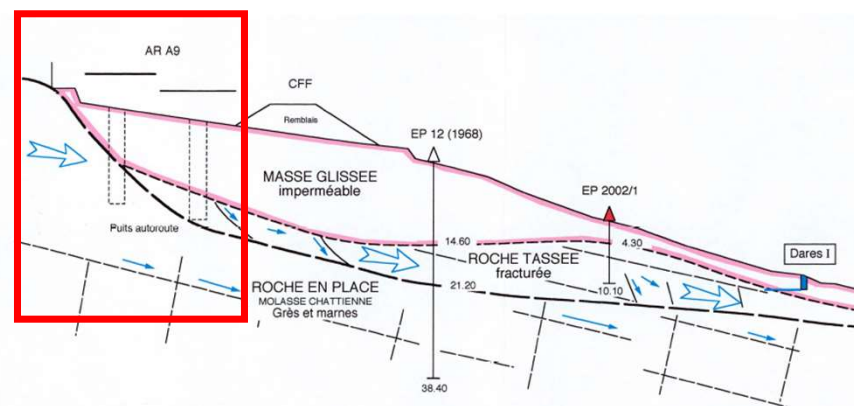 AR A9
CFF
Remblais
EP 12 (1968)
MASSE GLISSEE
imperméable
EP 2002/1
Puits autoroute
14.60
4.30
Dares I
ROCHE TASSEE
fracturée
ROCHE EN PLACE
MOLASSE CHATTIENNE
Grès et marnes
21.20
10.10
38.40